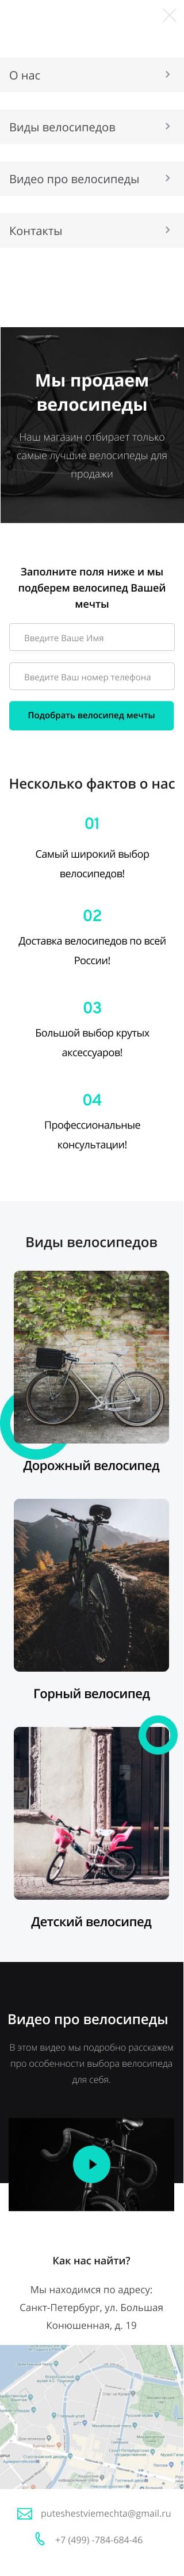 О нас
Виды велосипедов
Видео про велосипеды
Контакты
Мы продаем
велосипеды
Наш магазин отбирает только
самые лучшие велосипеды для
продажи
Заполните поля ниже и мы
подберем велосипед Вашей
мечты
Введите Ваше Имя
Введите Ваш номер телефона
Подобрать велосипед мечты
Несколько фактов о нас
01
Самый широкий выбор
велосипедов!
02
Доставка велосипедов по всей
России!
03
Большой выбор крутых
аксессуаров!
04
Профессиональные
консультации!
Виды велосипедов
Дорожный велосипед
Горный велосипед
Детский велосипед
Видео про велосипеды
В этом видео мы подробно расскажем
про особенности выбора велосипеда
для себя.
Как нас найти?
Мы находимся по адресу:
Санкт-Петербург, ул. Большая
Конюшенная, д. 19
puteshestviemechta@gmail.ru
+7 (499) -784-684-46